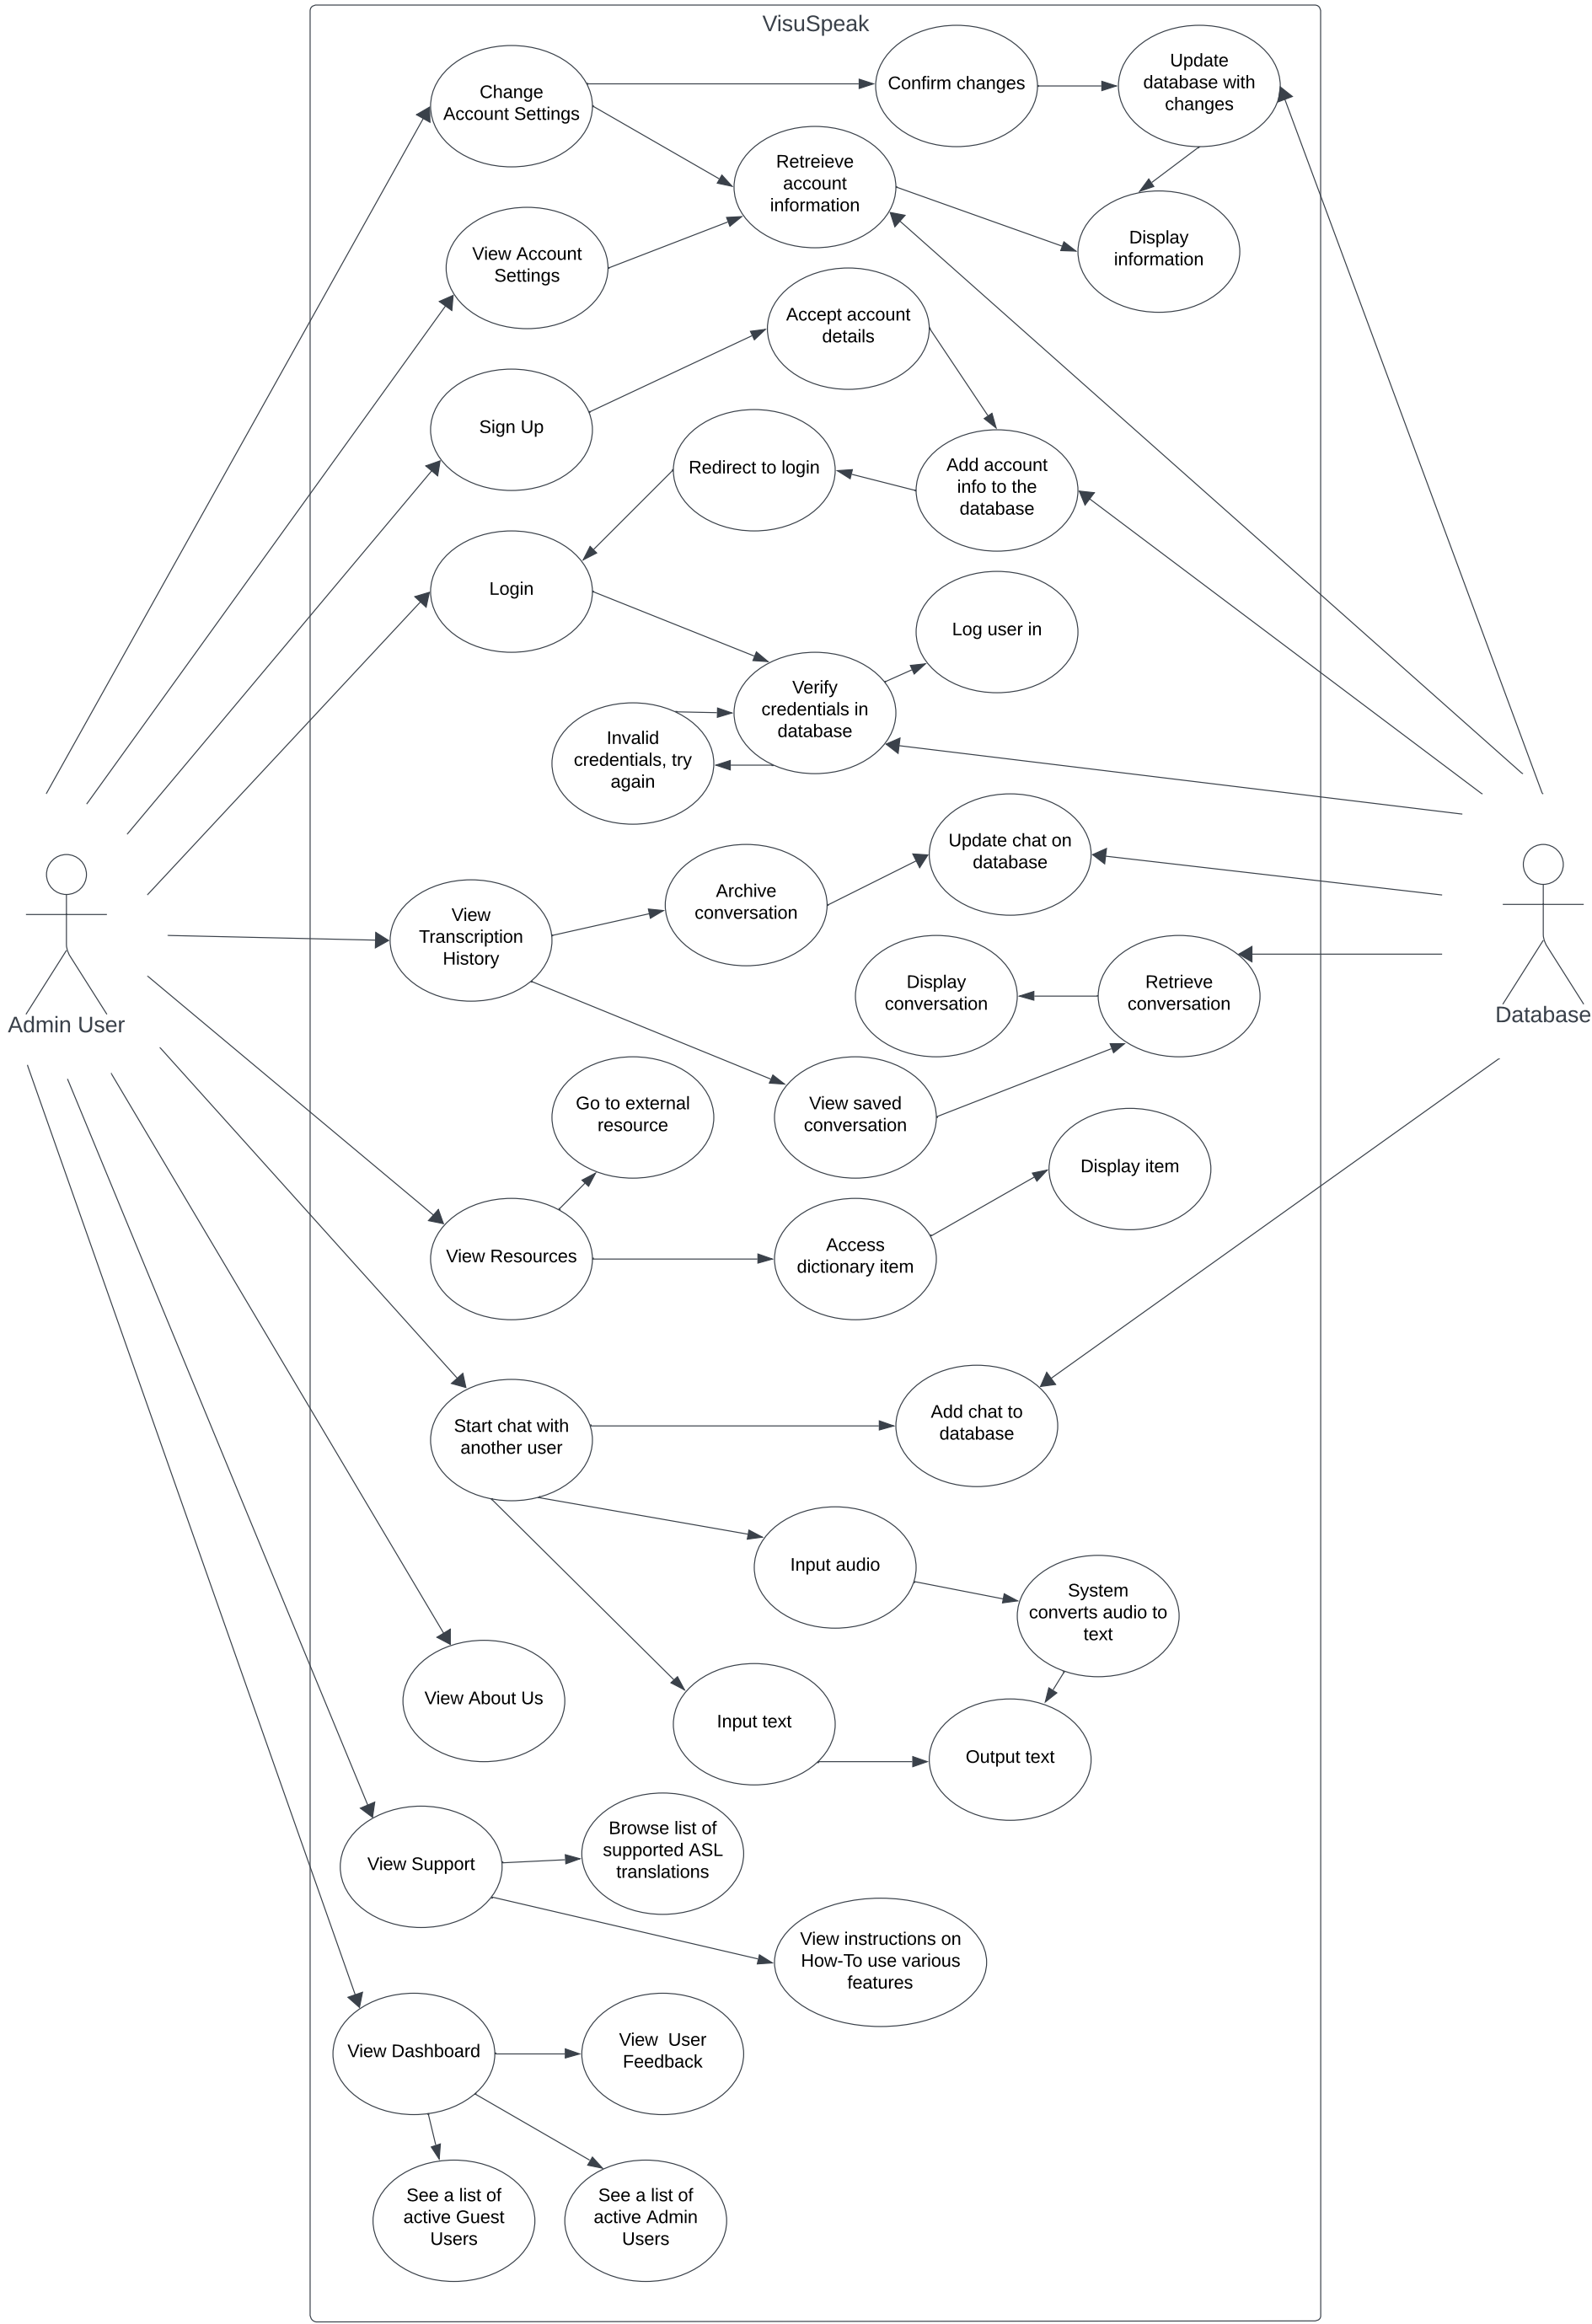 VisuSpeak
Change
Account Settings
Confirm changes
Update
database with
changes
Retreieve
account
information
View Account
Settings
Display
information
Accept account
details
Sign Up
Redirect to login
Add account
info to the
database
Login
Log user in
Verify
credentials in
database
Invalid
credentials, try
again
Update chat on
database
Archive
conversation
View
Transcription
History
Display
conversation
Retrieve
conversation
Admin User
Database
Go to external
resource
View saved
conversation
Display item
View Resources
Access
dictionary item
Start chat with
another user
Add chat to
database
Input audio
System
converts audio to
text
View About Us
Input text
Output text
Browse list of
supported ASL
translations
View Support
View instructions on
How-To use various
features
View Dashboard
View  User
Feedback
See a list of
active Guest
Users
See a list of
active Admin
Users